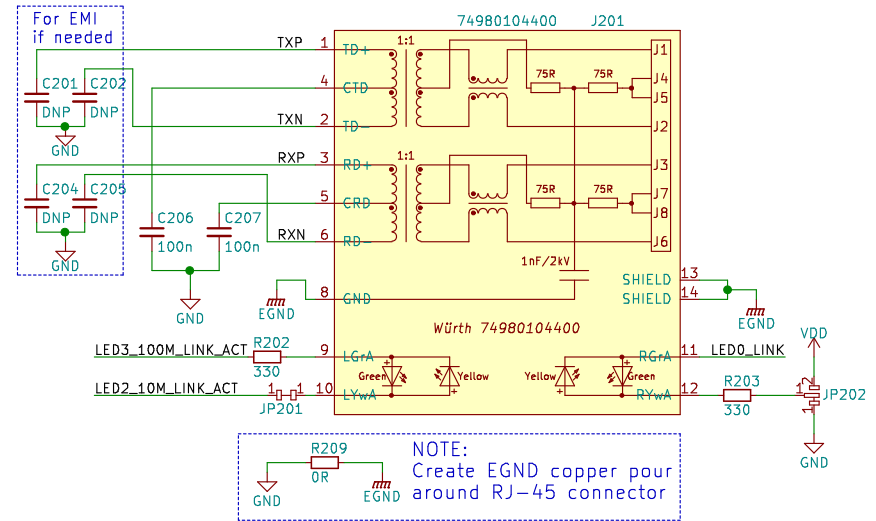 For EMI
if needed
74980104400
J201
TXP
1
TD+
1:1
J1
C201
DNP
C202
DNP
4
CTD
75R
75R
J4
J5
GND
TXN
2
TD-
J2
RXP
3
RD+
1:1
J3
C204
DNP
C205
DNP
5
CRD
75R
75R
J7
J8
C206
100n
C207
100n
RXN
6
RD-
J6
GND
1nF/2kV
SHIELD
13
SHIELD
14
8
GND
EGND
GND
EGND
Würth 74980104400
VDD
LED3_100M_LINK_ACT
R202
330
9
LGrA
RGrA
11
LED0_LINK
Green
Yellow
Yellow
Green
LED2_10M_LINK_ACT
1
1
JP201
10
LYwA
RYwA
12
R203
330
1
2
1
JP202
GND
R209
0R
GND
EGND
NOTE:
Create EGND copper pour
around RJ-45 connector